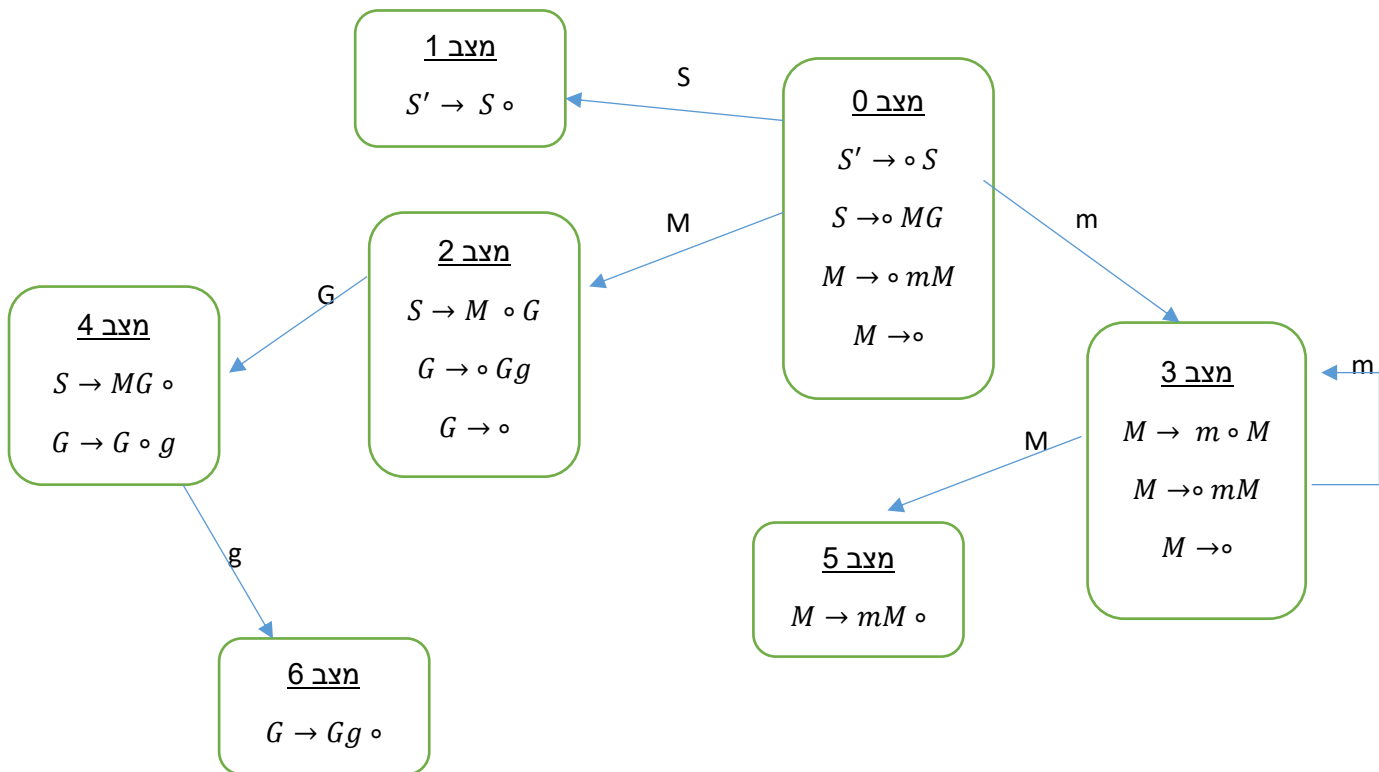 מצב 1
S′ → S ∘
S
מצב 0
S′ → ∘ S
S →∘ MG
M → ∘ mM
M →∘
m
M
מצב 2
S → M ∘ G
G → ∘ Gg
G → ∘
G
מצב 4
S → MG ∘
G → G ∘ g
מצב 3
M → m ∘ M
M →∘ mM
M →∘
m
M
מצב 5
M → mM ∘
g
מצב 6
G → Gg ∘